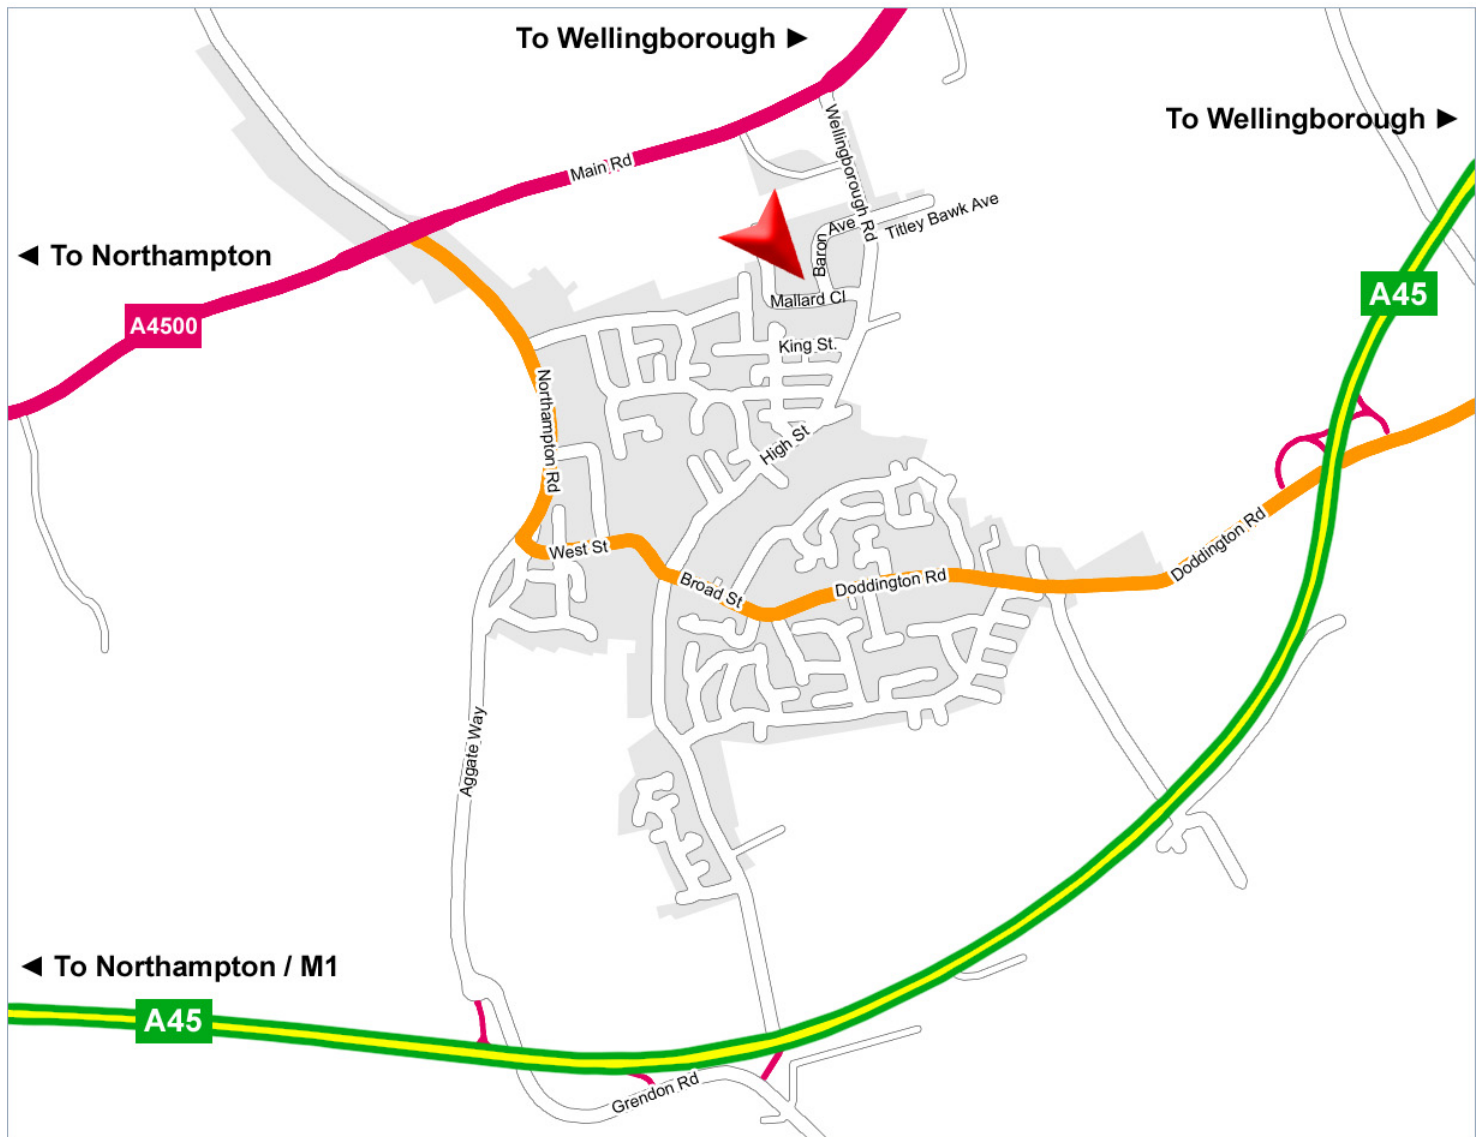 To Wellingborough ►
To Wellingborough ►
Wellingborough Rd
Main Rd
Titley Bawk Ave
Baron Ave
◄ To Northampton
A45
Mallard Cl
A4500
King St.
Northampton Rd
High St
Doddington Rd
West St
Broad St
Doddington Rd
Aggate Way
◄ To Northampton / M1
A45
Grendon Rd